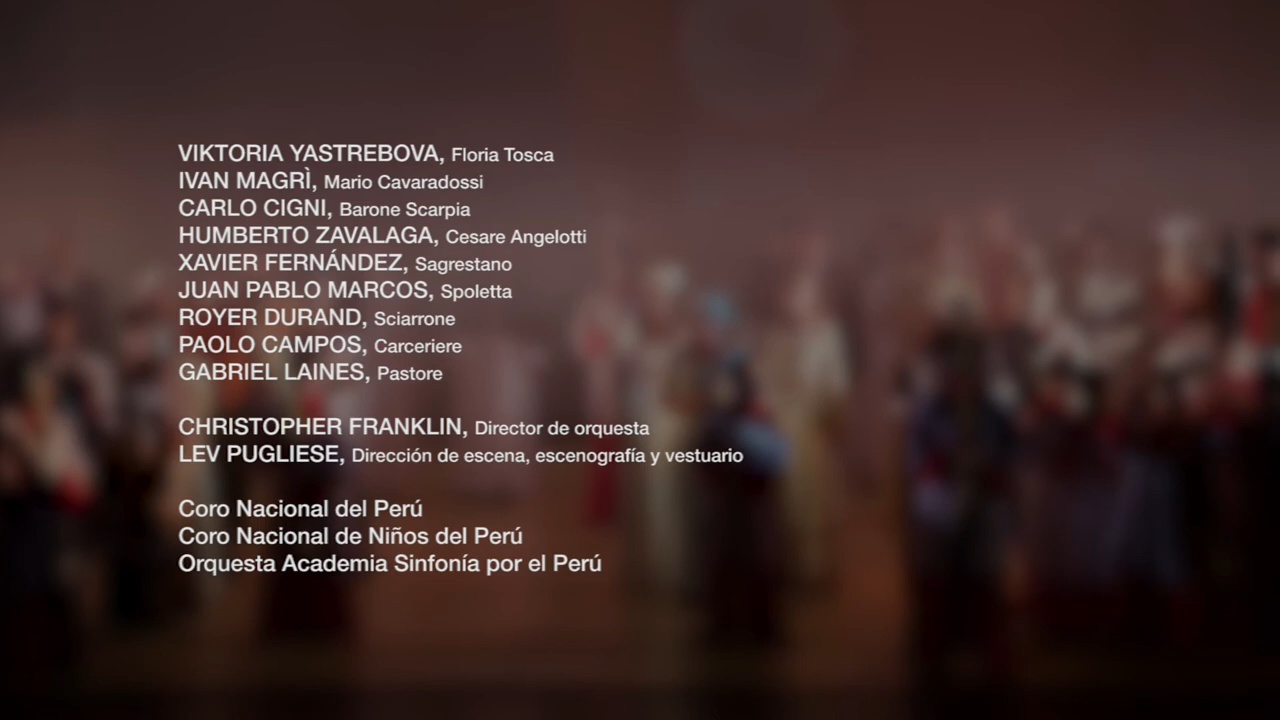 VIKTORIA YASTREBOVA, Floria Tosca
IVAN MAGRÌ, Mario Cavaradossi
CARLO CIGNI, Barone Scarpia
HUMBERTO ZAVALAGA, Cesare Angelotti
XAVIER FERNÁNDEZ, Sagrestano
JUAN PABLO MARCOS, Spoletta
ROYER DURAND, Sciarrone
PAOLO CAMPOS, Carceriere
GABRIEL LAINES, Pastore
CHRISTOPHER FRANKLIN, Director de orquesta
LEV PUGLIESE, Dirección de escena, escenografía y vestuario
Coro Nacional del Perú
Coro Nacional de Niños del Perú
Orquesta Academia Sinfonía por el Perú